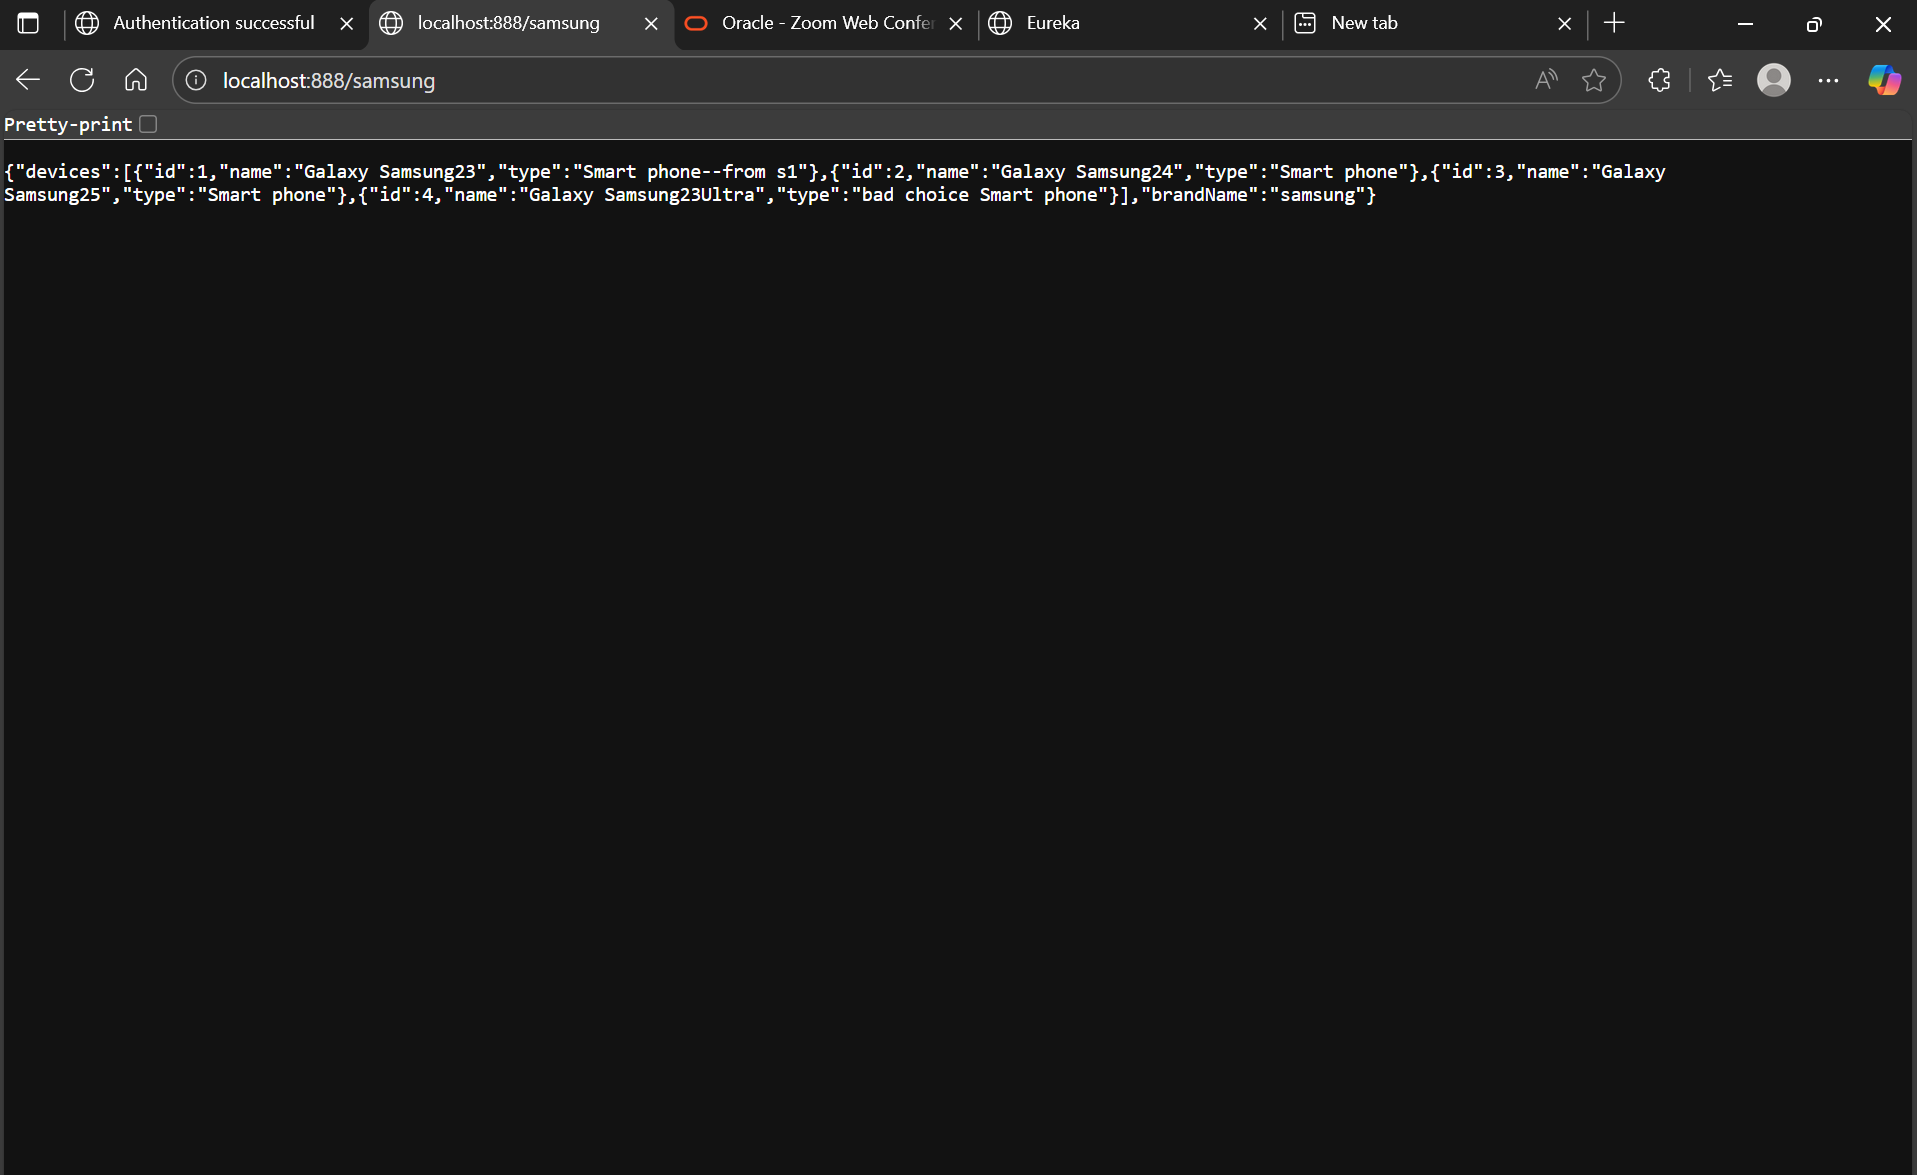 Authentication successful
localhost:888/samsung
Oracle - Zoom Web Confer
Eureka
New tab
localhost:888/samsung
Pretty-print
{"devices":[{"id":1,"name":"Galaxy Samsung23","type":"Smart phone--from s1"},{"id":2,"name":"Galaxy Samsung24","type":"Smart phone"},{"id":3,"name":"Galaxy
Samsung25","type":"Smart phone"},{"id":4,"name":"Galaxy Samsung23Ultra","type":"bad choice Smart phone"}],"brandName":"samsung"}